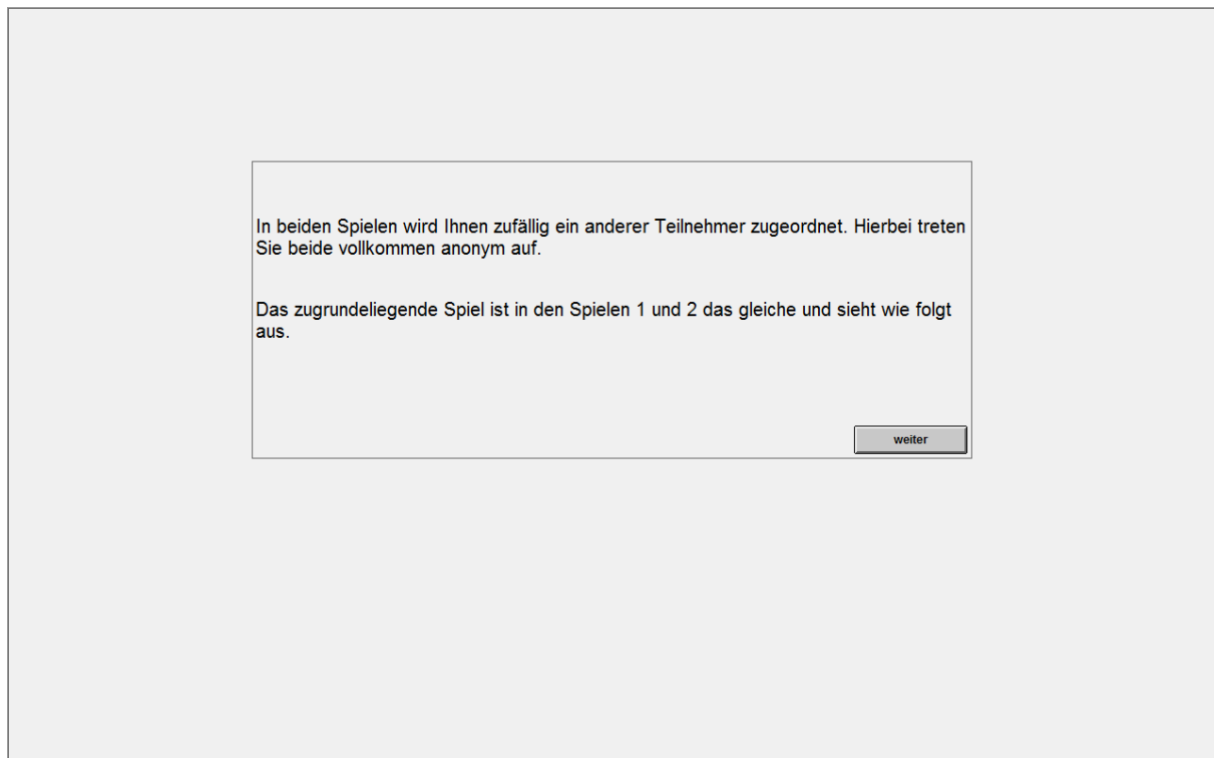 In beiden Spielen wird Ihnen zufällig ein anderer Teilnehmer zugeordnet. Hierbei treten
Sie beide vollkommen anonym auf.
Das zugrundeliegende Spiel ist in den Spielen 1 und 2 das gleiche und sieht wie folgt
aus.
weiter